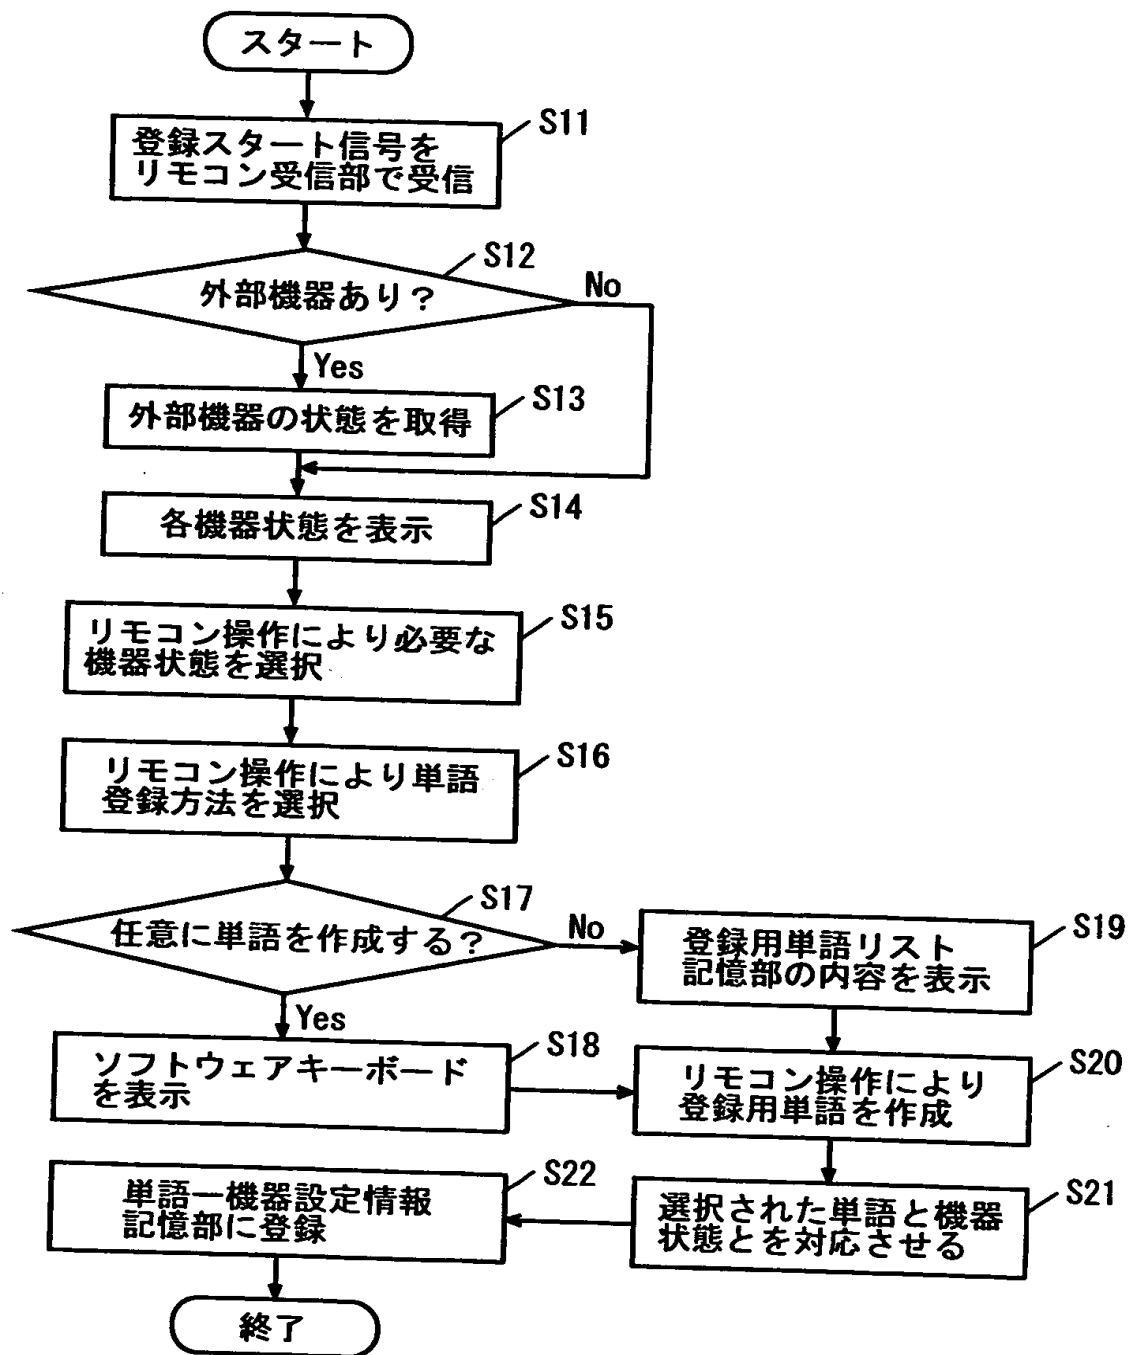 スタート
S11
登録スタート信号を
リモコン受信部で受信
S12
外部機器あり?
No
Yes
S13
外部機器の状態を取得
S14
各機器状態を表示
S15
リモコン操作により必要な
機器状態を選択
S16
リモコン操作により単語
登録方法を選択
S17
任意に単語を作成する?
No
Yes
S19
登録用単語リスト
記憶部の内容を表示
S18
ソフトウェアキーボード
を表示
S20
リモコン操作により
登録用単語を作成
S21
選択された単語と機器
状態とを対応させる
S22
単語ー機器設定情報
記憶部に登録
終了